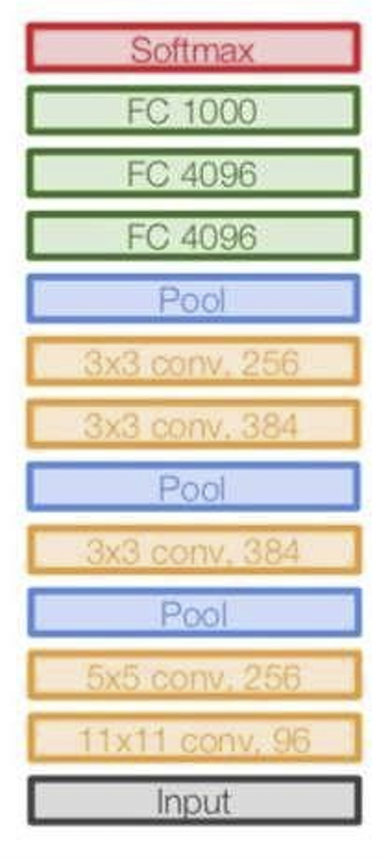 Softmax
FC 1000
FC 4096
FC 4096
Pool
3x3 conv, 256
3x3 conv, 384
Pool
3x3 conv, 384
Pool
5x5 conv, 256
11x11 conv, 96
Input